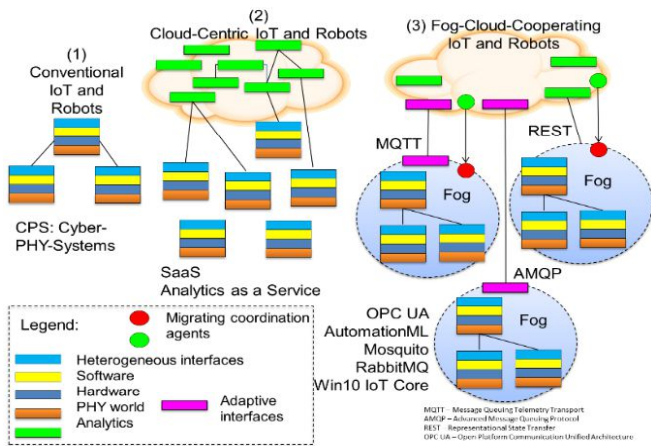 (1)
Conventional
IoT and
Robots
CPS: Cyber-
PHY-Systems
(2)
Cloud-Centric IoT and Robots
SaaS
Analytics as a Service
(3) Fog-Cloud-Cooperating
IoT and Robots
MQTT
REST
Fog
Fog
AMQP
Fog
OPC UA
AutomationML
Mosquito
RabbitMQ
Win10 IoT Core
Legend:
Migrating coordination
agents
Heterogeneous interfaces
Software
Hardware
PHY world
Analytics
Adaptive
interfaces
MQTT – Message Queuing Telemetry Transport
AMQP – Advanced Message Queuing Protocol
REST Representational State Transfer
OPC UA – Open Platform Communication Unified Architecture